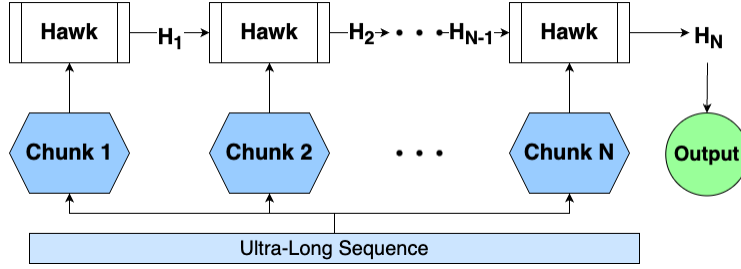 Hawk H1 Hawk H2 • • • HN-1 Hawk HN
Chunk 1 Chunk 2 • • • Chunk N Output
Ultra-Long Sequence